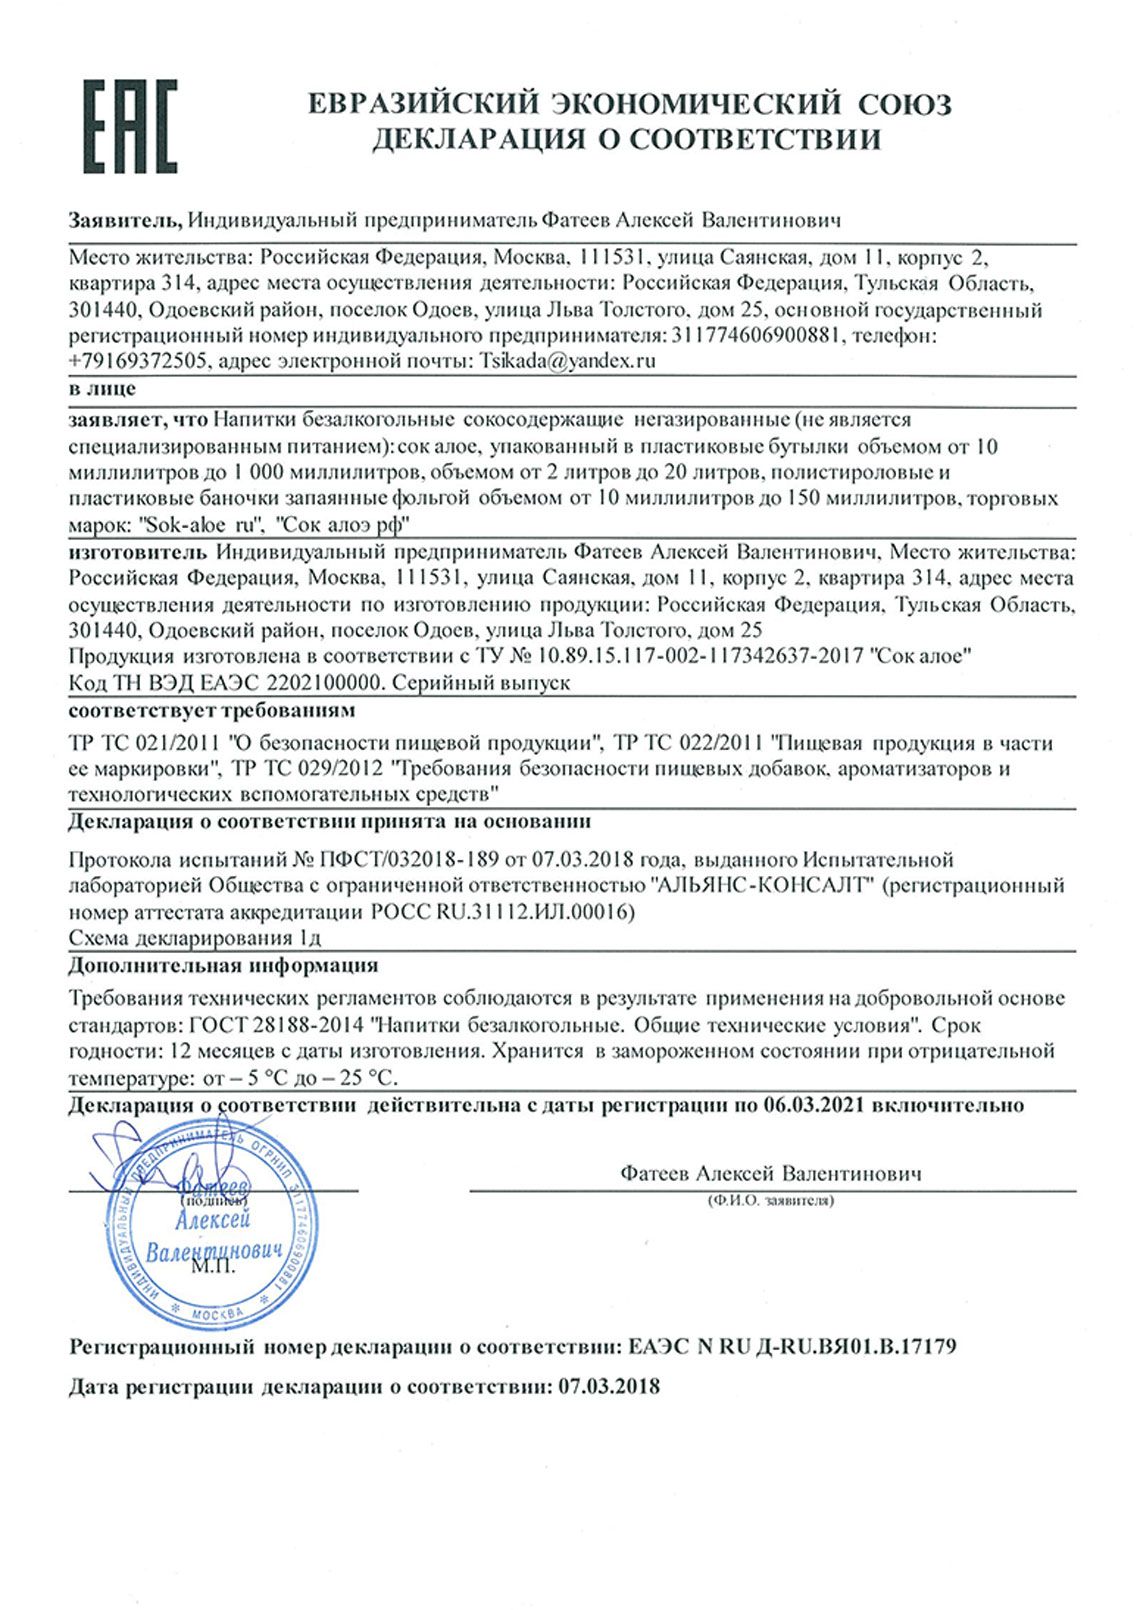 ЕАС
ЕВРАЗИЙСКИЙ ЭКОНОМИЧЕСКИЙ СОЮЗ
ДЕКЛАРАЦИЯ О СООТВЕТСТВИИ
Заявитель, Индивидуальный предприниматель Фатеев Алексей Валентинович
Место жительства: Российская Федерация, Москва, 111531, улица Саянская, дом 11, корпус 2,
квартира 314, адрес места осуществления деятельности: Российская Федерация, Тульская Область,
301440, Одоевский район, поселок Одоев, улица Льва Толстого, дом 25, основной государственный
регистрационный номер индивидуального предпринимателя: 311774606900881, телефон:
+79169372505, адрес электронной почты: Tsikada@yandex.ru
в лице
заявляет, что Напитки безалкогольные сокосодержащие негазированные (не является
специализированным питанием): сок алое, упакованный в пластиковые бутылки объемом от 10
миллилитров до 1 000 миллилитров, объемом от 2 литров до 20 литров, полистироловые и
пластиковые баночки запаянные фольгой объемом от 10 миллилитров до 150 миллилитров, торговых
марок: "Sok-aloe ru", "Сок алоэ рф"
изготовитель Индивидуальный предприниматель Фатеев Алексей Валентинович, Место жительства:
Российская Федерация, Москва, 111531, улица Саянская, дом 11, корпус 2, квартира 314, адрес места
осуществления деятельности по изготовлению продукции: Российская Федерация, Тульская Область,
301440, Одоевский район, поселок Одоев, улица Льва Толстого, дом 25
Продукция изготовлена в соответствии с ТУ № 10.89.15.117-002-117342637-2017 "Сок алое"
Код ТН ВЭД ЕАЭС 2202100000. Серийный выпуск
соответствует требованиям
ТР ТС 021/2011 "О безопасности пищевой продукции", ТР ТС 022/2011 "Пищевая продукция в части
ее маркировки", ТР ТС 029/2012 "Требования безопасности пищевых добавок, ароматизаторов и
технологических вспомогательных средств"
Декларация о соответствии принята на основании
Протокола испытаний № ПФСТ/032018-189 от 07.03.2018 года, выданного Испытательной
лабораторией Общества с ограниченной ответственностью "АЛЬЯНС-КОНСАЛТ" (регистрационный
номер аттестата аккредитации РОСС RU.31112.ИЛ.00016)
Схема декларирования 1д
Дополнительная информация
Требования технических регламентов соблюдаются в результате применения на добровольной основе
стандартов: ГОСТ 28188-2014 "Напитки безалкогольные. Общие технические условия". Срок
годности: 12 месяцев с даты изготовления. Хранится в замороженном состоянии при отрицательной
температуре: от – 5 °С до – 25 °С.
Декларация о соответствии действительна с даты регистрации по 06.03.2021 включительно
Фатеев Алексей Валентинович
(подпись)
(Ф.И.О. заявителя)
ИНДИВИДУАЛЬНЫЙ ПРЕДПРИНИМАТЕЛЬ ОГРНИП 311774606900881
Фатеев
Алексей
Валентинович
М.П.
* МОСКВА *
Регистрационный номер декларации о соответствии: ЕАЭС N RU Д-RU.ВЯ01.В.17179
Дата регистрации декларации о соответствии: 07.03.2018